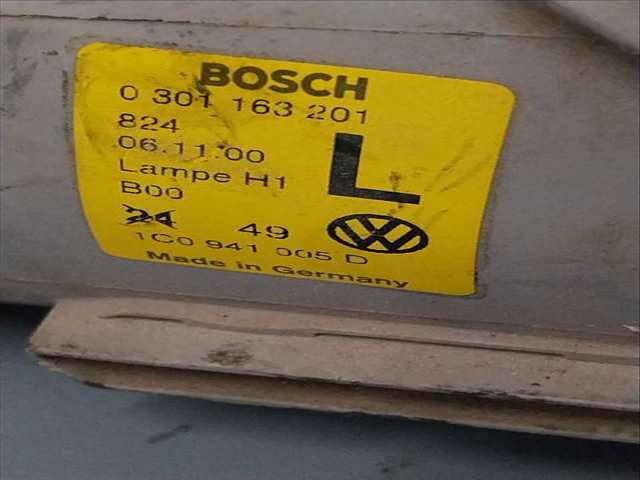 BOSCH
0 301 163 201
824
06.11.00
Lampe H1
B00
L
24 49
1C0 941 005 D
Made in Germany